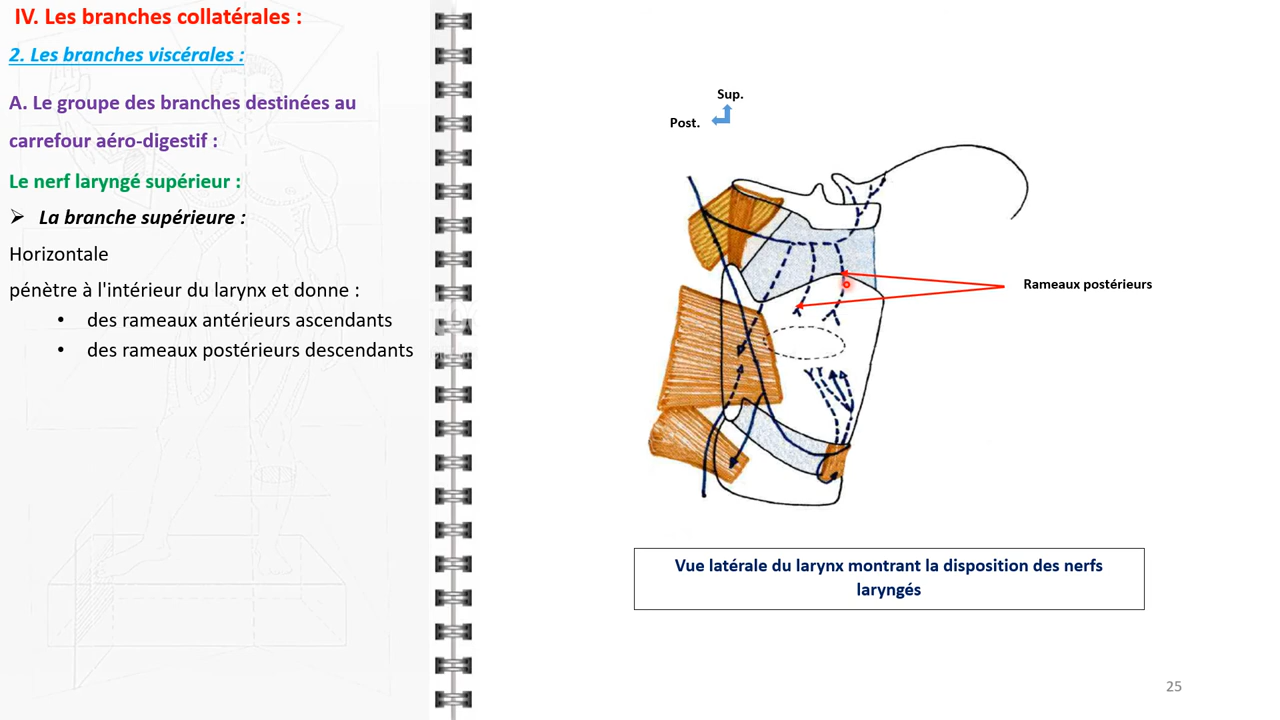 IV. Les branches collatérales :
2. Les branches viscérales :
A. Le groupe des branches destinées au
carrefour aéro-digestif :
Le nerf laryngé supérieur :
➢ La branche supérieure :
Horizontale
pénètre à l'intérieur du larynx et donne :
• des rameaux antérieurs ascendants
• des rameaux postérieurs descendants
Sup.
Post.
Rameaux postérieurs
Vue latérale du larynx montrant la disposition des nerfs
laryngés
25